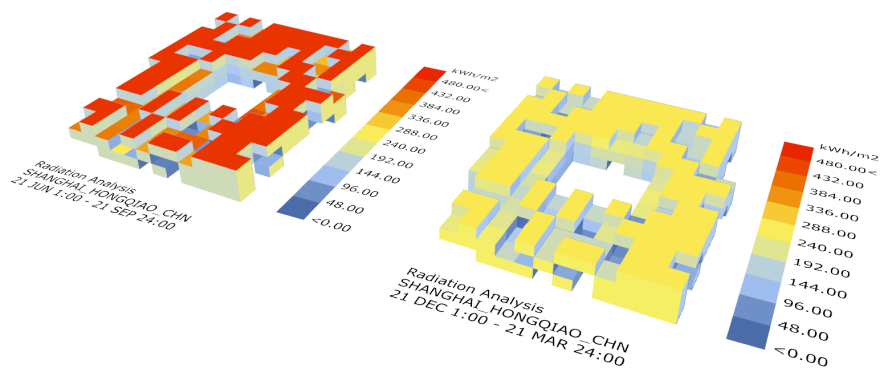 kWh/m2
480.00<
432.00
384.00
336.00
288.00
240.00
192.00
144.00
96.00
48.00
<0.00
Radiation Analysis
SHANGHAI_HONGQIAO_CHN
21 JUN 1:00 - 21 SEP 24:00
kWh/m2
480.00<
432.00
384.00
336.00
288.00
240.00
192.00
144.00
96.00
48.00
<0.00
Radiation Analysis
SHANGHAI_HONGQIAO_CHN
21 DEC 1:00 - 21 MAR 24:00